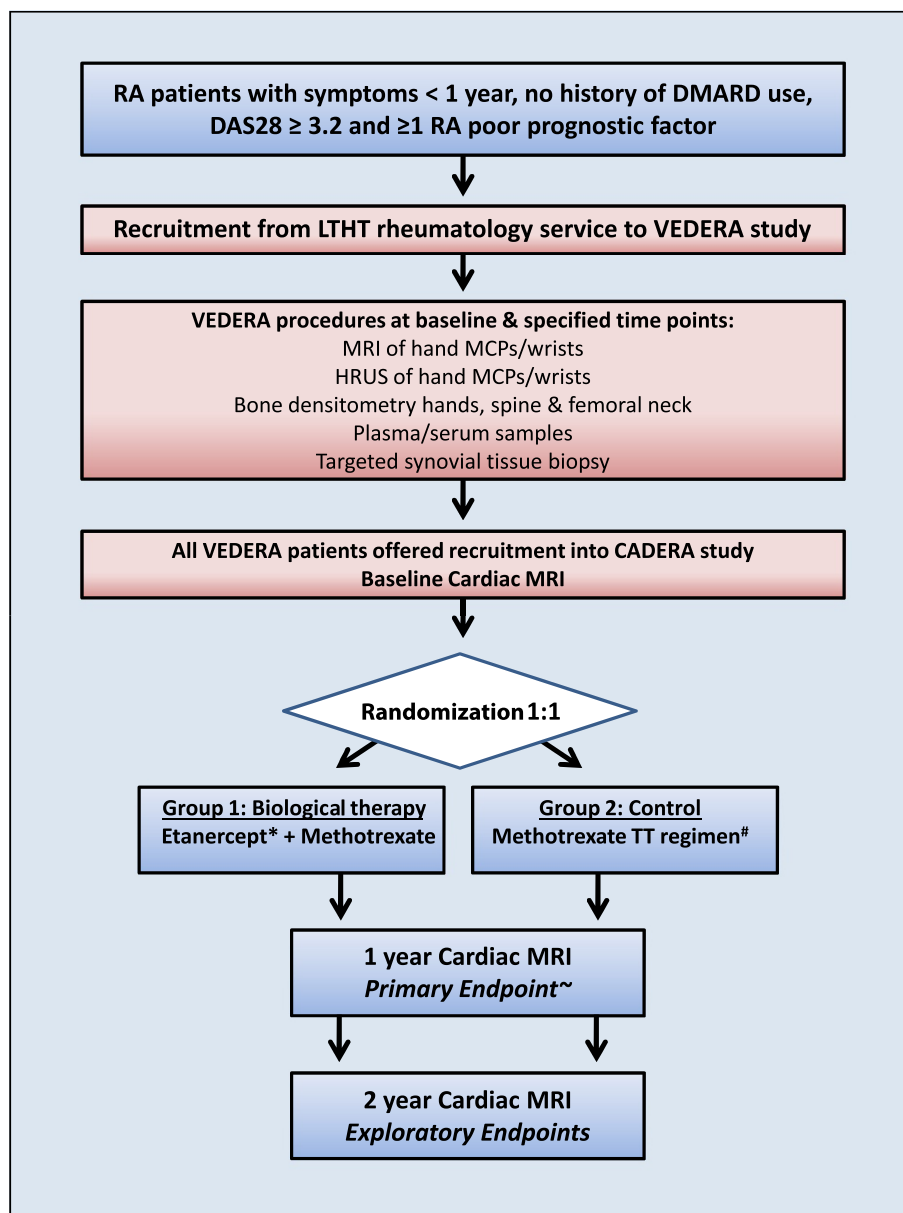 RA patients with symptoms < 1 year, no history of DMARD use,
DAS28 ≥ 3.2 and ≥1 RA poor prognostic factor
Recruitment from LTHT rheumatology service to VEDERA study
VEDERA procedures at baseline & specified time points:
MRI of hand MCPs/wrists
HRUS of hand MCPs/wrists
Bone densitometry hands, spine & femoral neck
Plasma/serum samples
Targeted synovial tissue biopsy
All VEDERA patients offered recruitment into CADERA study
Baseline Cardiac MRI
Randomization 1:1
Group 1: Biological therapy
Etanercept* + Methotrexate
Group 2: Control
Methotrexate TT regimen#
1 year Cardiac MRI
Primary Endpoint~
2 year Cardiac MRI
Exploratory Endpoints